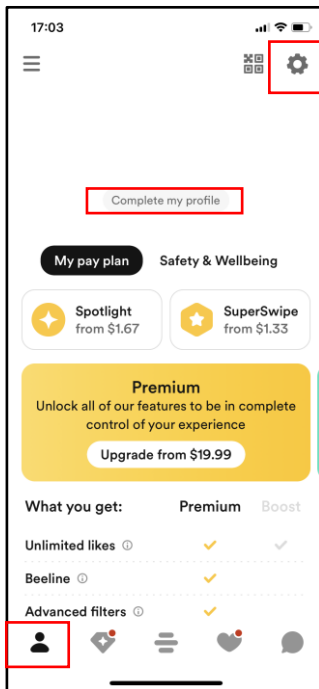 17:03
Complete my profile
My pay plan Safety & Wellbeing
Spotlight
from $1.67
SuperSwipe
from $1.33
Premium
Unlock all of our features to be in complete
control of your experience
Upgrade from $19.99
What you get: Premium Boost
Unlimited likes
Beeline
Advanced filters